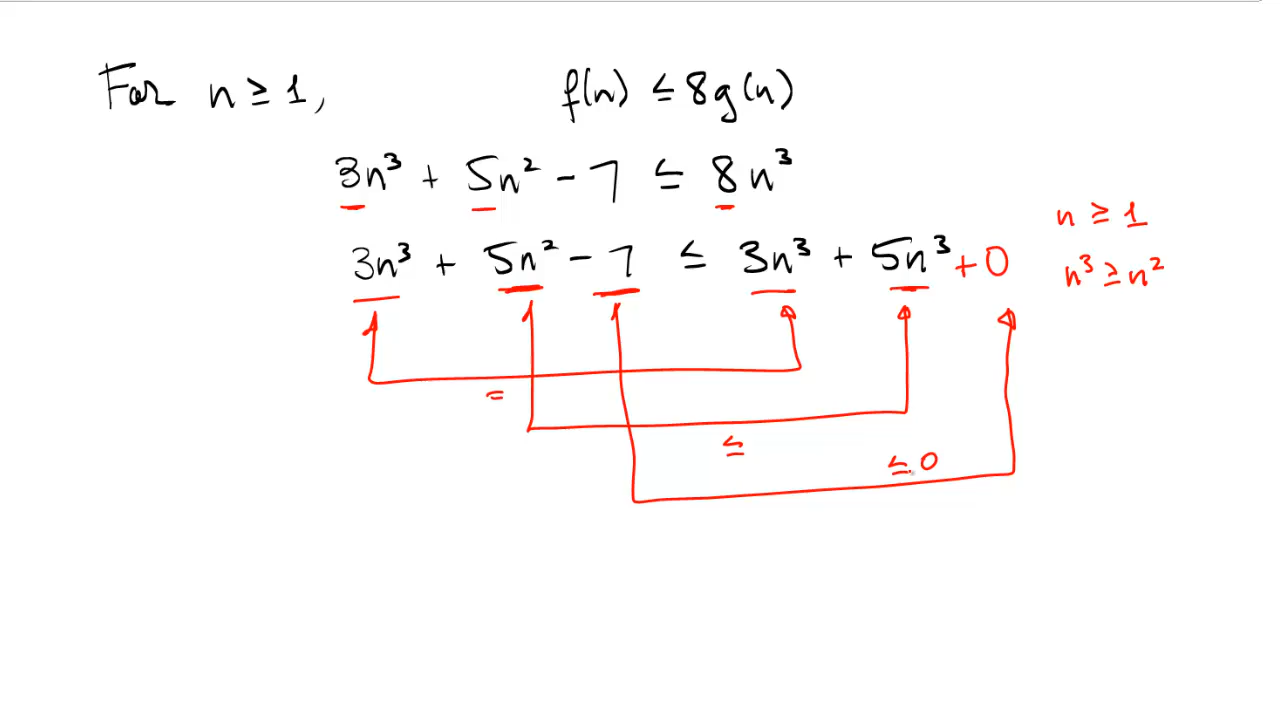 For n ≥ 1, f(n) ≤ 8g(n)
3n³ + 5n² - 7 ≤ 8n³
n ≥ 1
3n³ + 5n² - 7 ≤ 3n³ + 5n³ + 0
n³ ≥ n²
=
≤
≤ 0